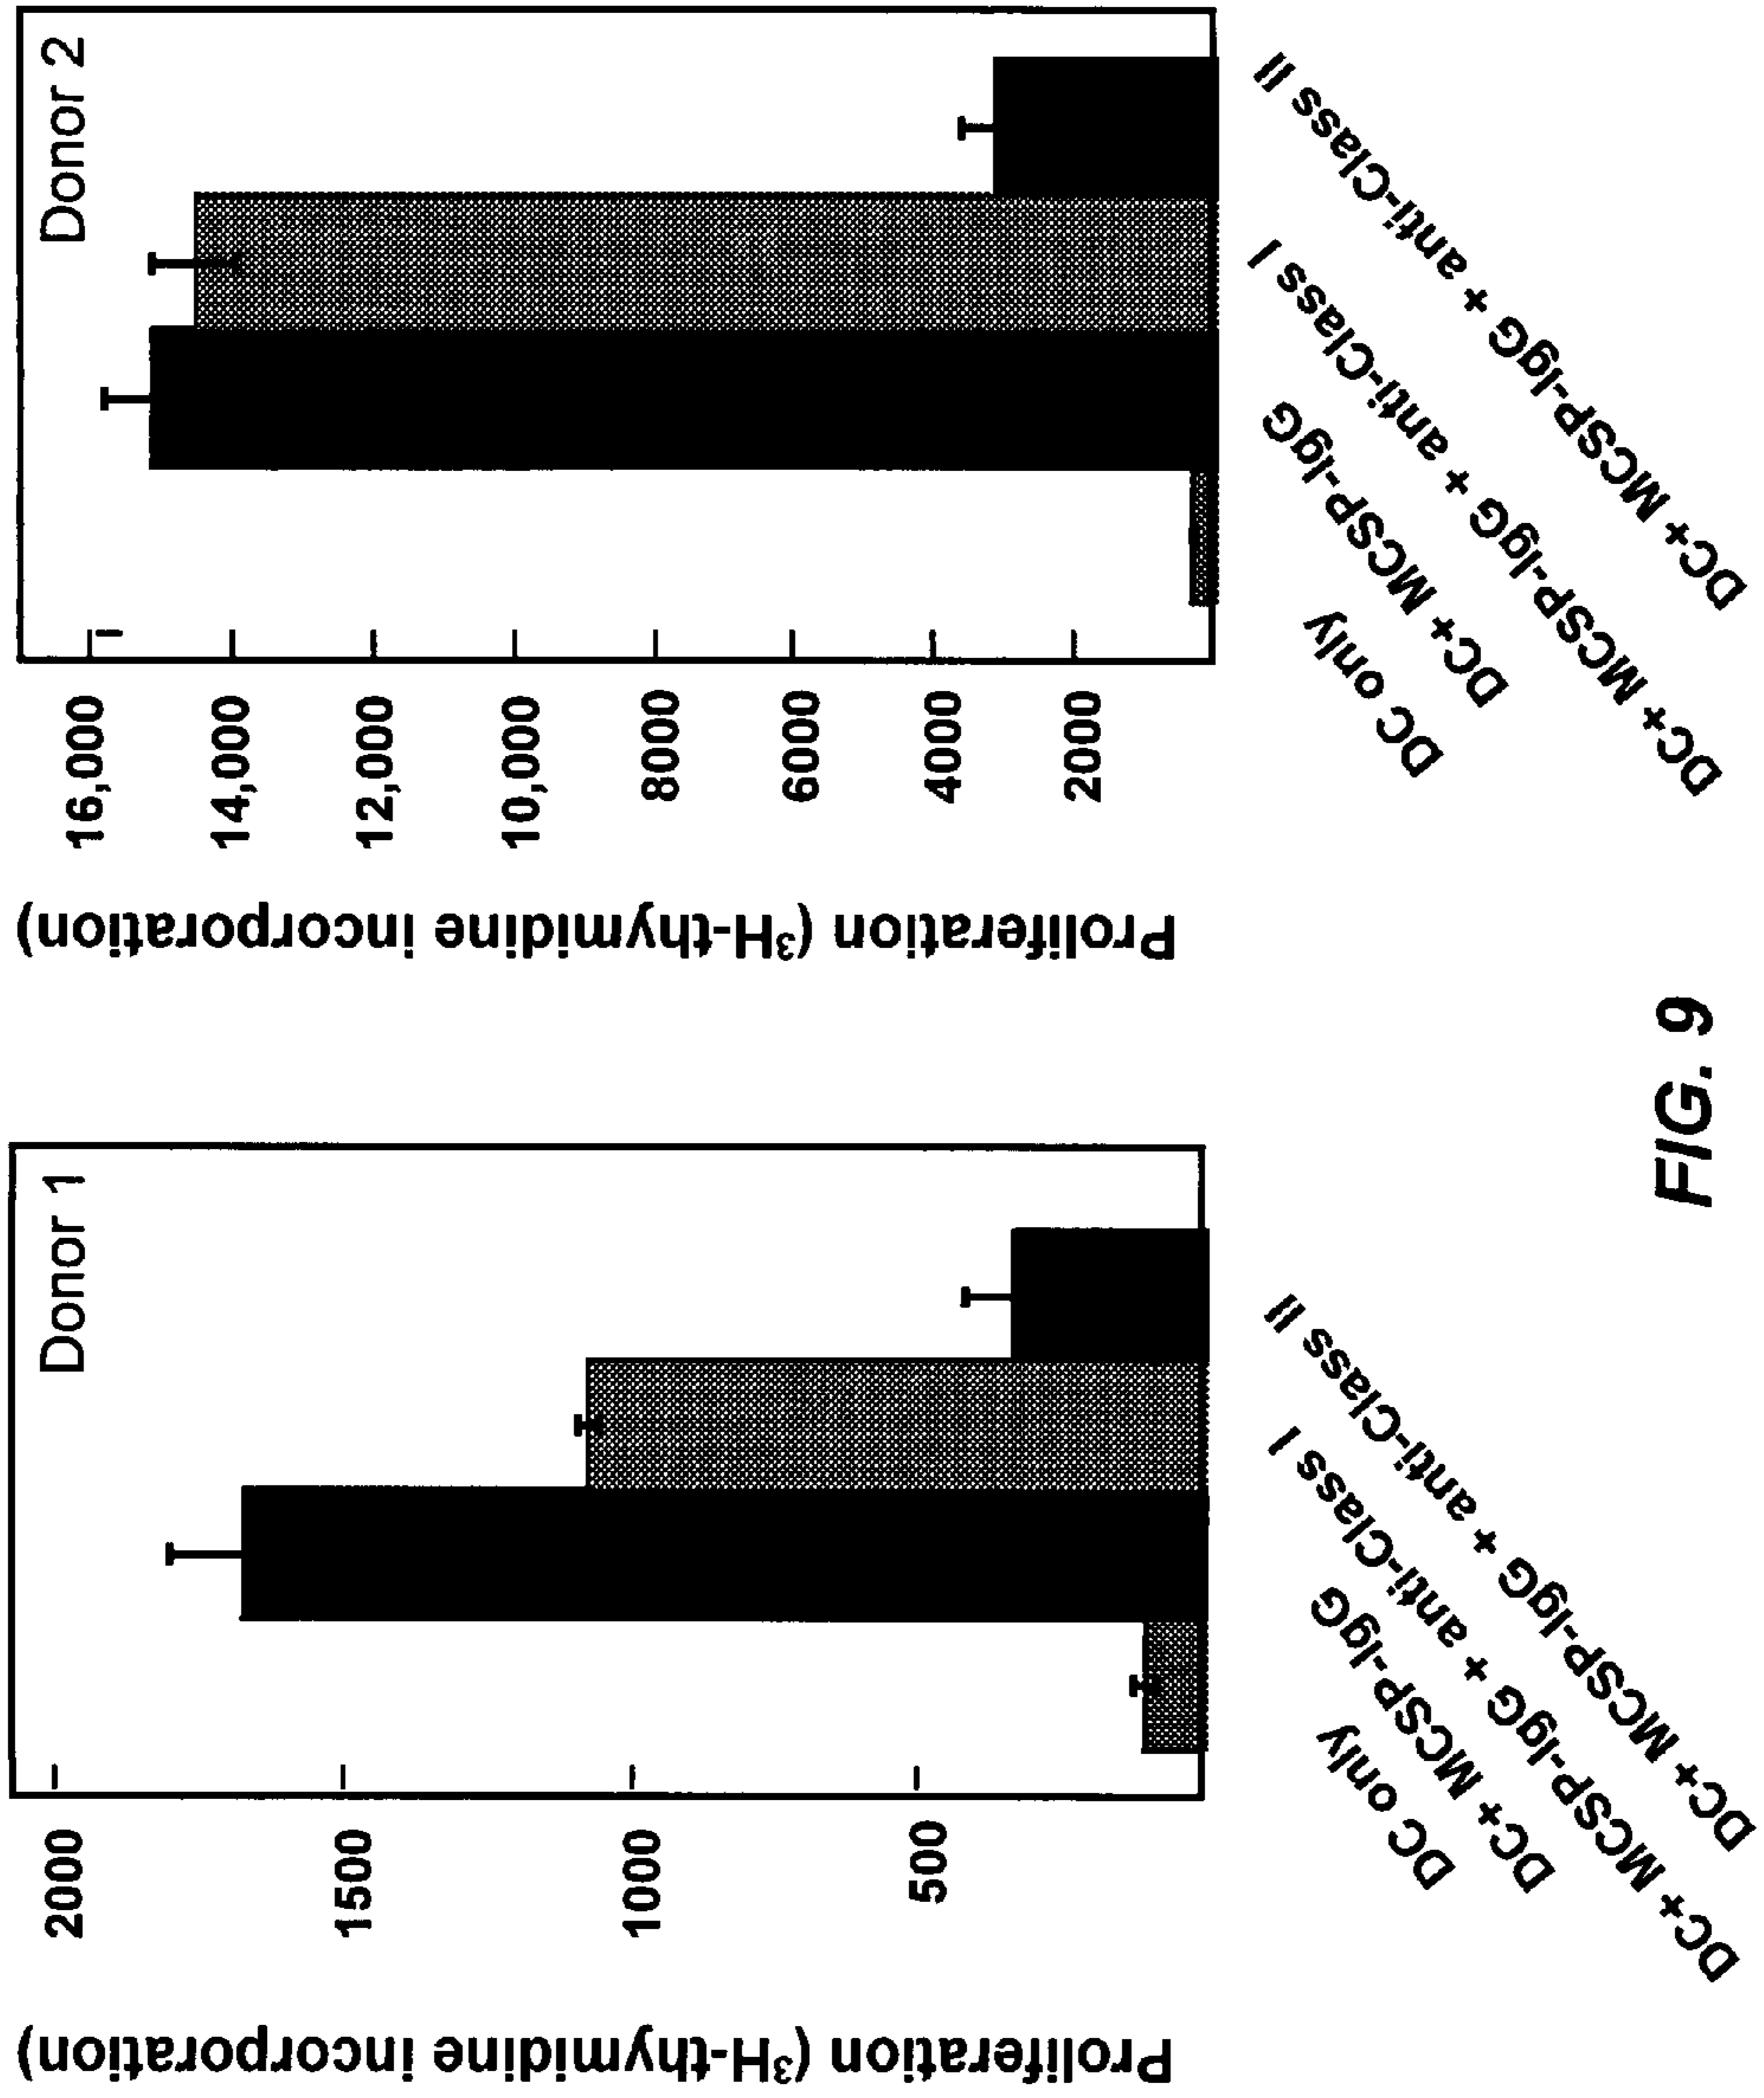 Donor 1
Proliferation (³H-thymidine incorporation)
2000
1500
1000
500
DC only
DC+ MCSP-IgG
DC+ MCSP-IgG + anti-Class I
DC+ MCSP-IgG + anti-Class II
Donor 2
Proliferation (³H-thymidine incorporation)
16,000
14,000
12,000
10,000
8000
6000
4000
2000
DC only
DC+ MCSP-IgG
DC+ MCSP-IgG + anti-Class I
DC+ MCSP-IgG + anti-Class II
FIG. 9